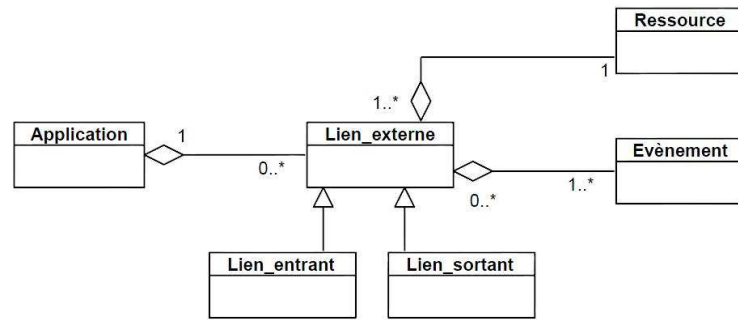 Ressource
1
1..*
Application
1
0..*
Lien_externe
Evènement
0..*
1..*
Lien_entrant
Lien_sortant